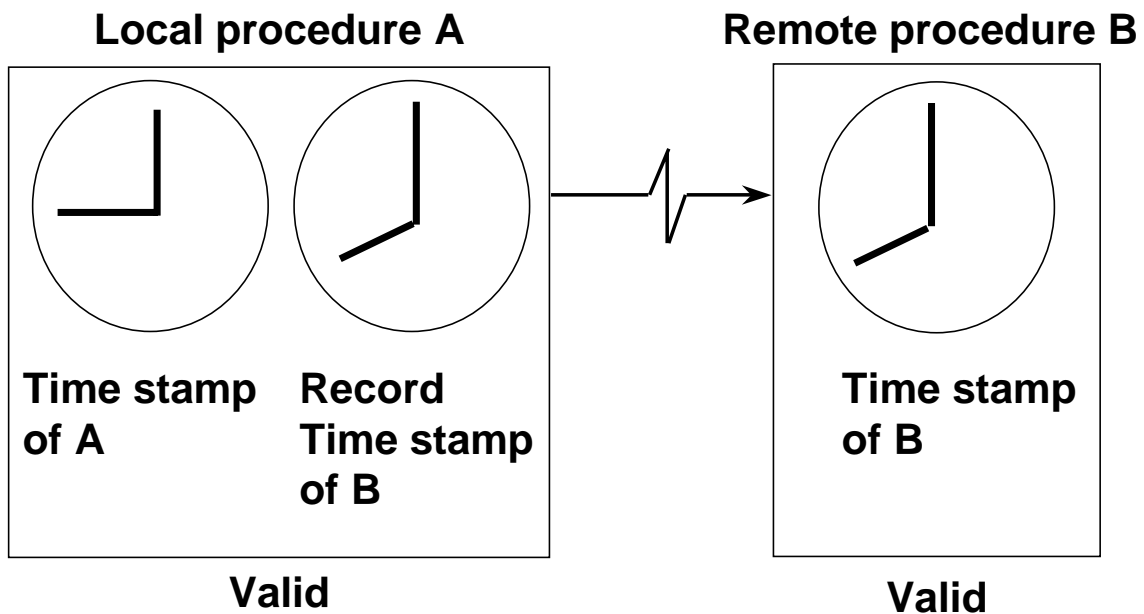 Local procedure A
Remote procedure B
Time stamp
of A
Record
Time stamp
of B
Time stamp
of B
Valid
Valid